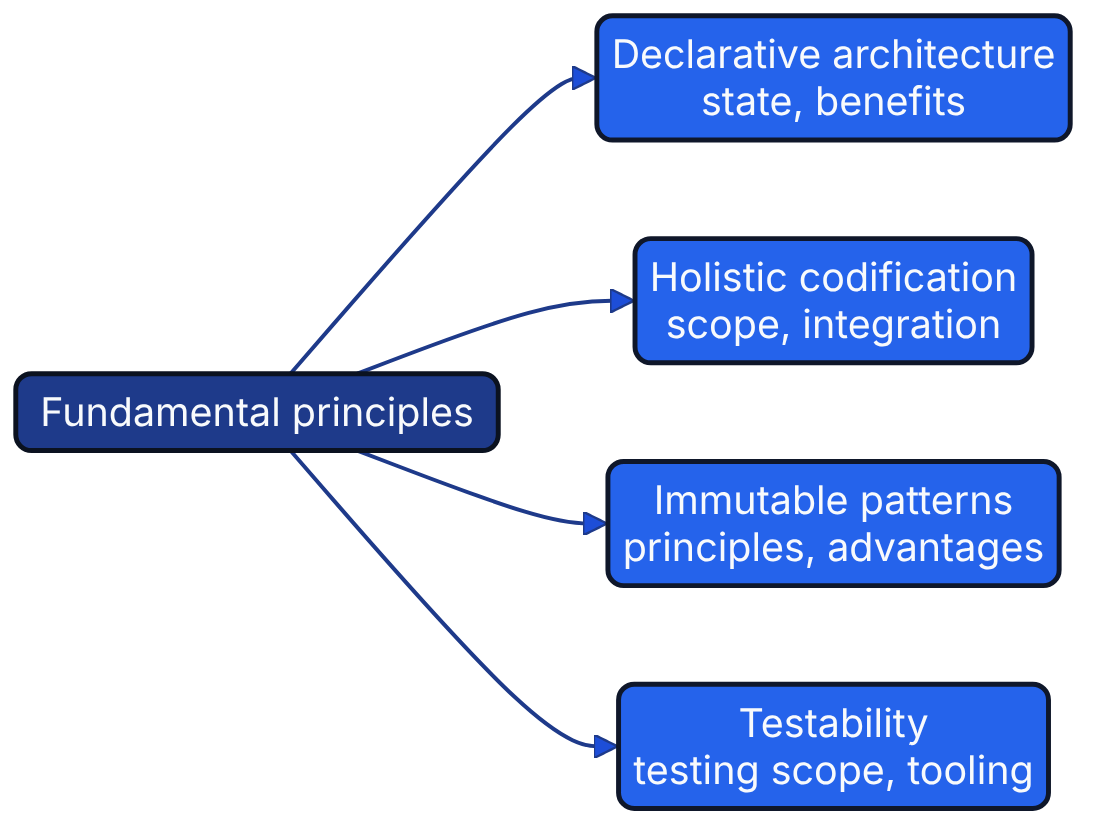 Declarative architecture
state, benefits
Holistic codification
scope, integration
Fundamental principles
Immutable patterns
principles, advantages
Testability
testing scope, tooling